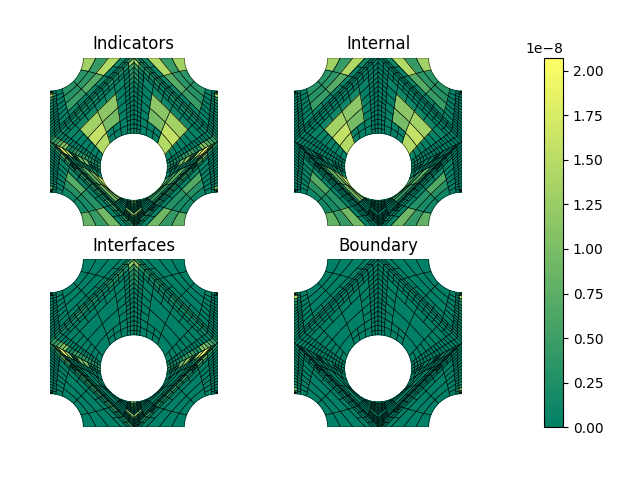 Indicators
Internal
1e−8
2.00
1.75
1.50
1.25
1.00
0.75
0.50
0.25
0.00
Interfaces
Boundary